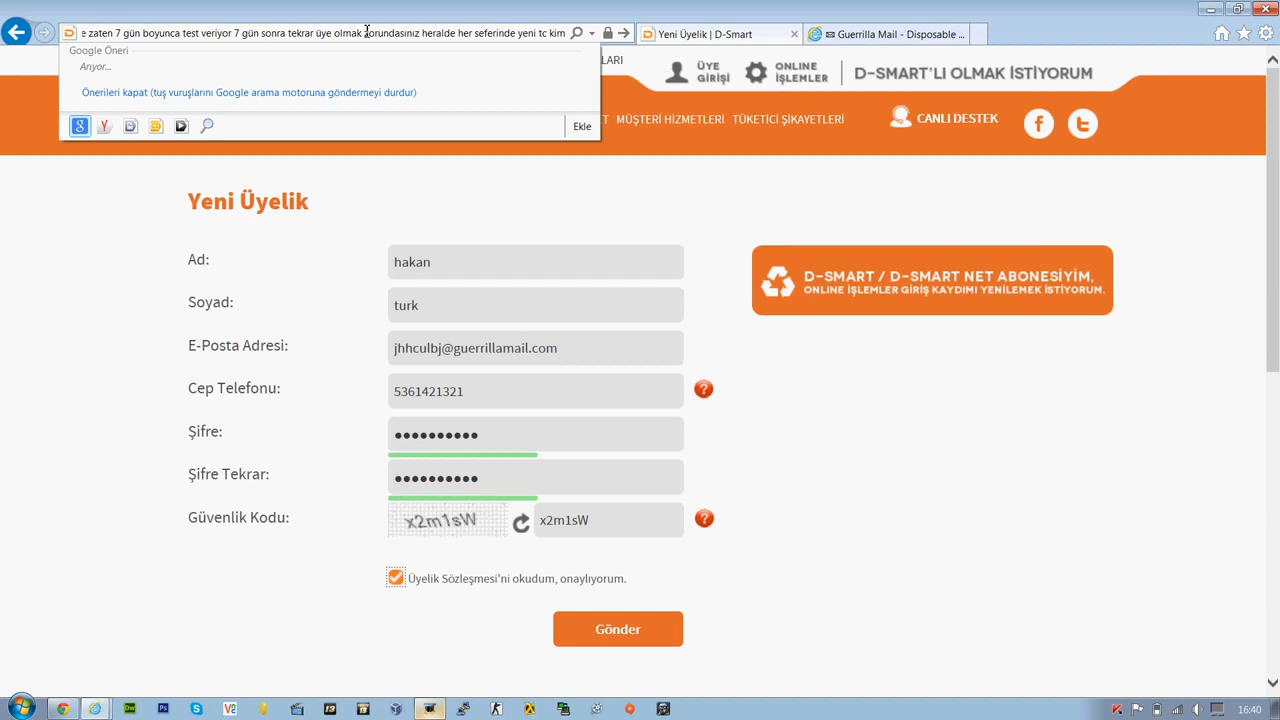 e zaten 7 gün boyunca test veriyor 7 gün sonra tekrar üye olmak zorundasınız heralde her seferinde yeni tc kim
Yeni Üyelik | D-Smart
Guerrilla Mail - Disposable ...
Google Öneri
Arıyor...
Önerileri kapat (tuş vuruşlarını Google arama motoruna göndermeyi durdur)
Ekle
LARI
ÜYE GİRİŞİ
ONLINE İŞLEMLER
D-SMART'LI OLMAK İSTİYORUM
T MÜŞTERİ HİZMETLERİ TÜKETİCİ ŞİKAYETLERİ
CANLI DESTEK
Yeni Üyelik
Ad: hakan
Soyad: turk
E-Posta Adresi: jhhculbj@guerrillamail.com
Cep Telefonu: 5361421321
Şifre: ••••••••••
Şifre Tekrar: ••••••••••
Güvenlik Kodu: x2m1sW x2m1sW
D-SMART / D-SMART NET ABONESİYİM,
ONLINE İŞLEMLER GİRİŞ KAYDIMI YENİLEMEK İSTİYORUM.
Üyelik Sözleşmesi'ni okudum, onaylıyorum.
Gönder
16:40